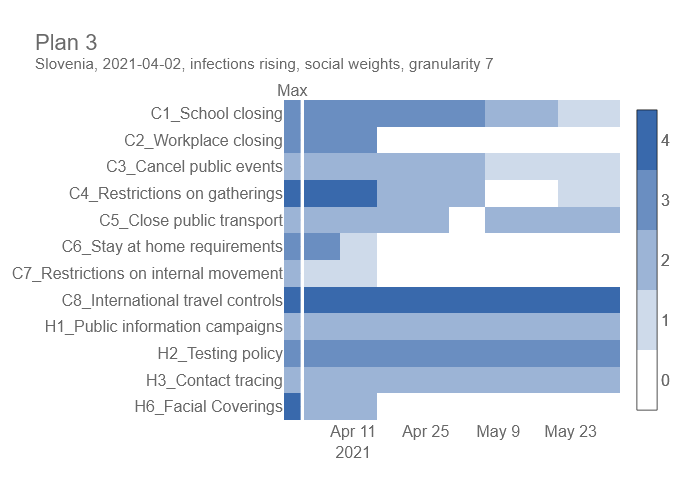 Plan 3
Slovenia, 2021-04-02, infections rising, social weights, granularity 7
Max
C1_School closing
C2_Workplace closing
C3_Cancel public events
C4_Restrictions on gatherings
C5_Close public transport
C6_Stay at home requirements
C7_Restrictions on internal movement
C8_International travel controls
H1_Public information campaigns
H2_Testing policy
H3_Contact tracing
H6_Facial Coverings
4
3
2
1
0
Apr 11 Apr 25 May 9 May 23
2021